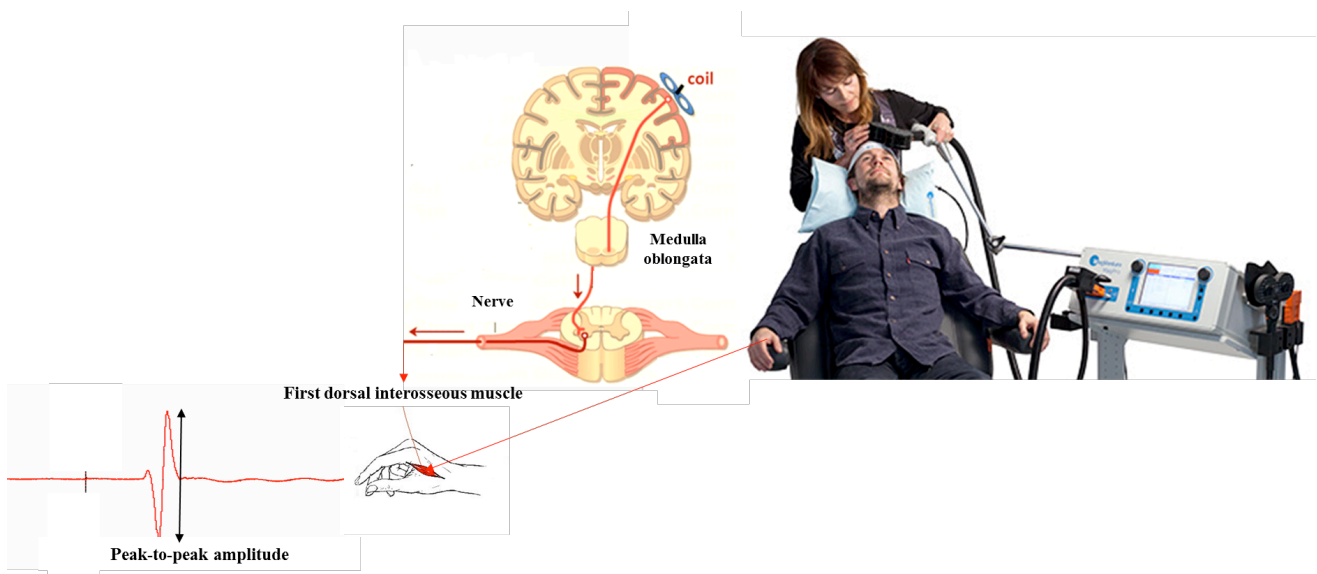 coil
Medulla
oblongata
Nerve
First dorsal interosseous muscle
Peak-to-peak amplitude